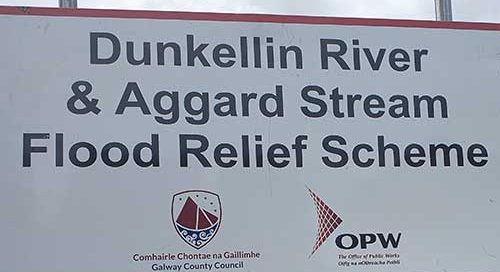 Dunkellin River
& Aggard Stream
Flood Relief Scheme
Comhairle Chontae na Gaillimhe
Galway County Council
OPW
The Office of Public Works
Oifig na nOibreacha Poiblí